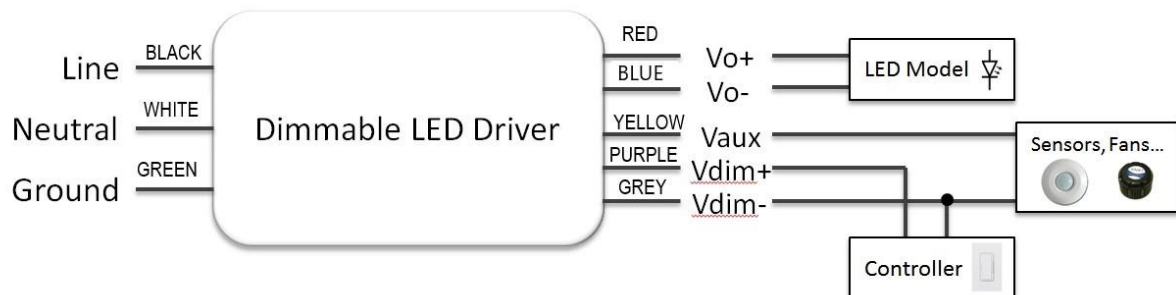 Line
BLACK
Neutral
WHITE
Ground
GREEN
Dimmable LED Driver
RED
Vo+
BLUE
Vo-
YELLOW
Vaux
PURPLE
Vdim+
GREY
Vdim-
LED Model
Sensors, Fans...
Controller